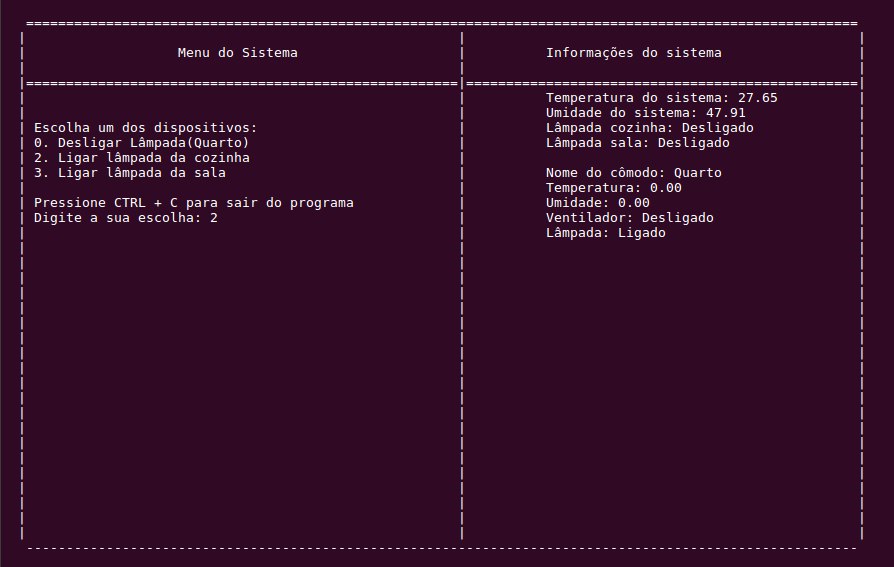 Menu do Sistema
Informações do sistema
Escolha um dos dispositivos:
0. Desligar Lâmpada(Quarto)
2. Ligar lâmpada da cozinha
3. Ligar lâmpada da sala
Pressione CTRL + C para sair do programa
Digite a sua escolha: 2
Temperatura do sistema: 27.65
Umidade do sistema: 47.91
Lâmpada cozinha: Desligado
Lâmpada sala: Desligado
Nome do cômodo: Quarto
Temperatura: 0.00
Umidade: 0.00
Ventilador: Desligado
Lâmpada: Ligado